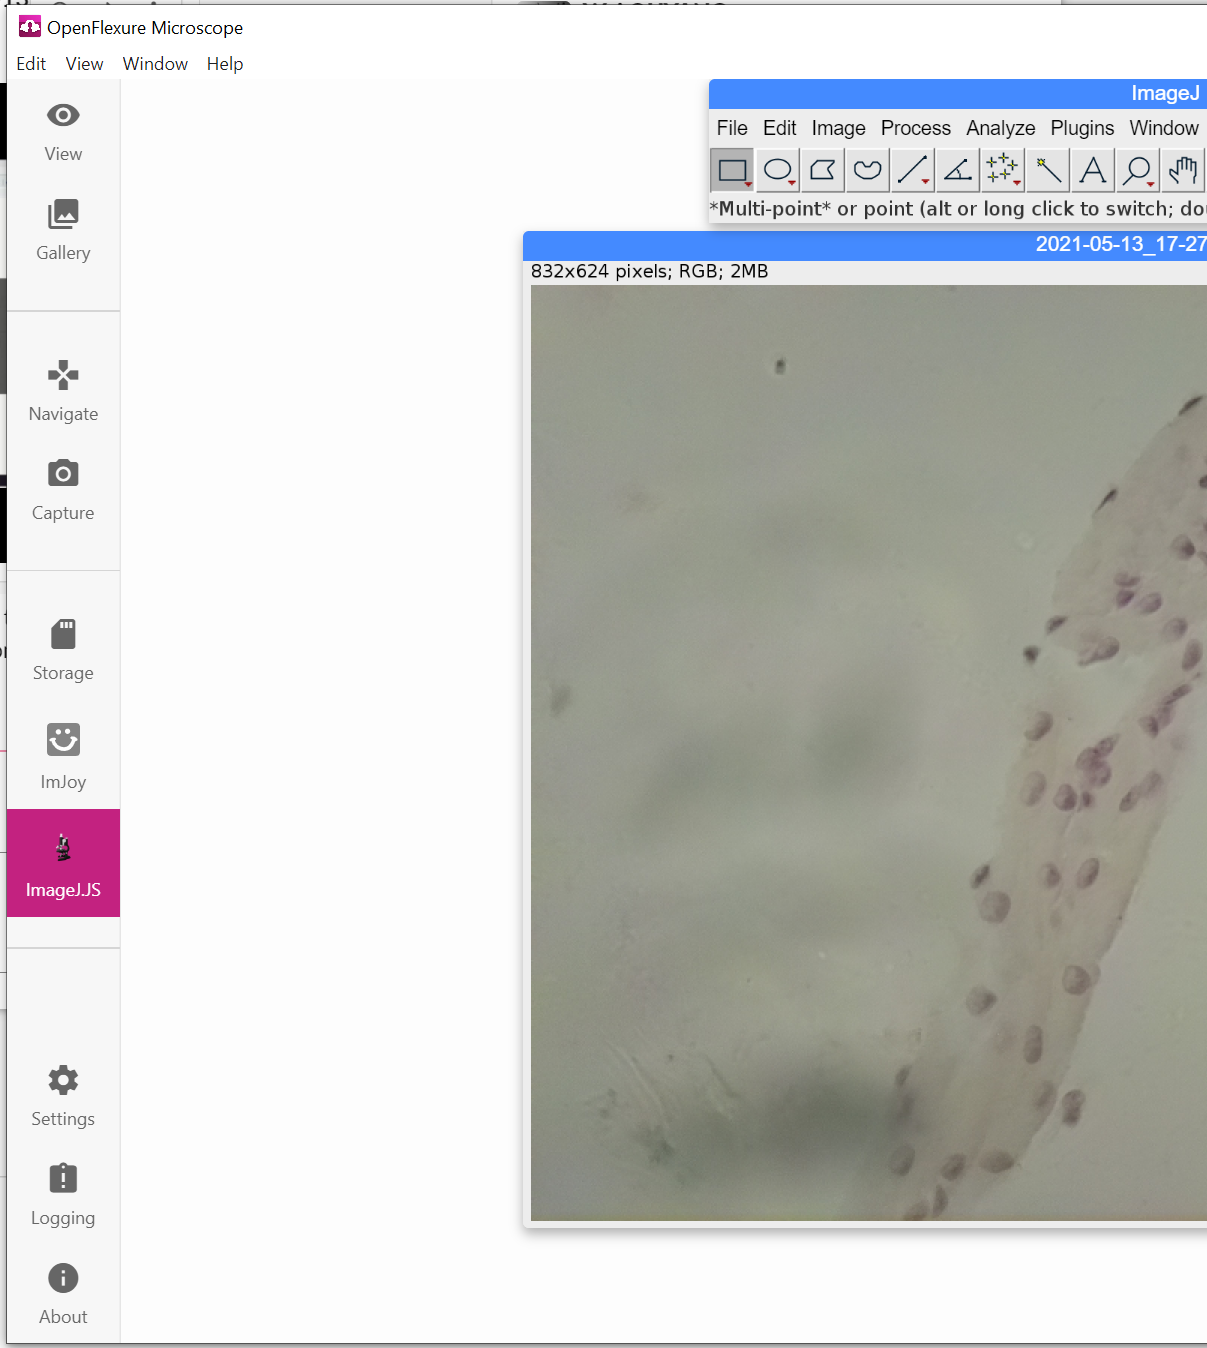 OpenFlexure Microscope
Edit View Window Help
View
Gallery
Navigate
Capture
Storage
ImJoy
ImageJ.JS
Settings
Logging
About
ImageJ
File Edit Image Process Analyze Plugins Window
*Multi-point* or point (alt or long click to switch;
2021-05-13_17-27
832x624 pixels; RGB; 2MB